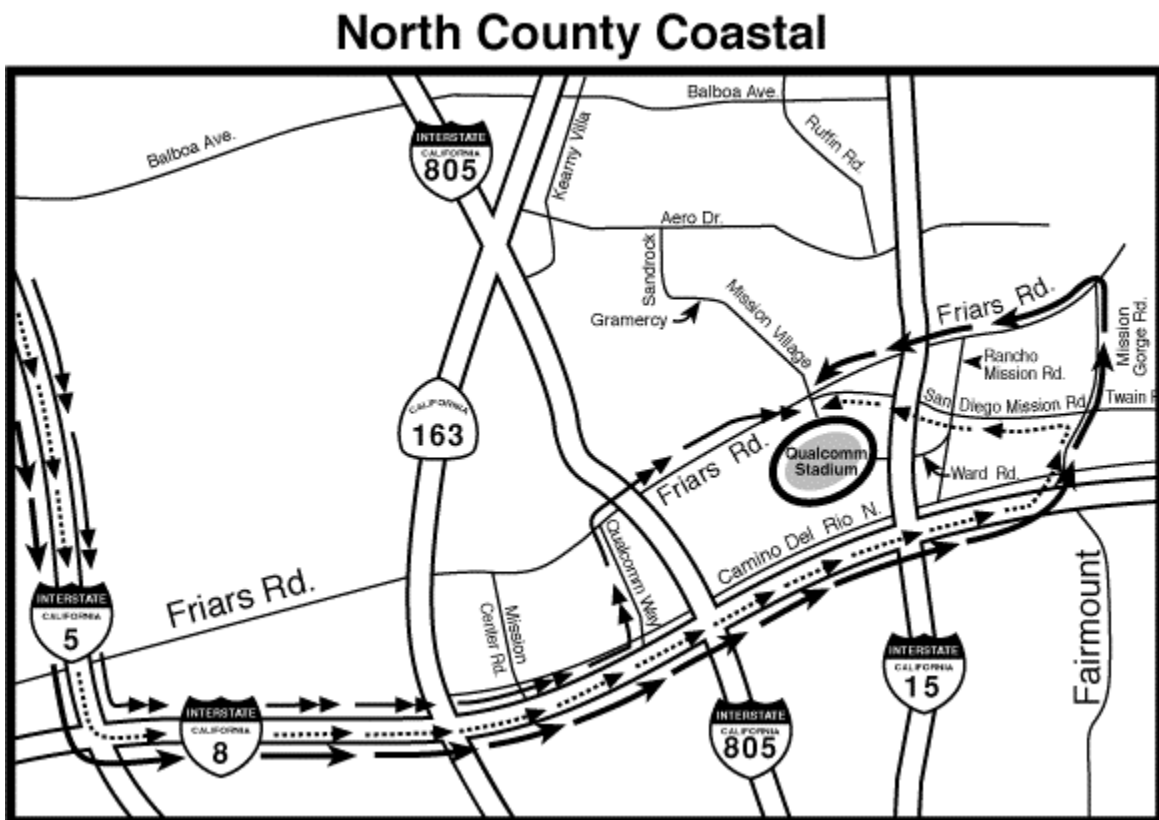 North County Coastal
Balboa Ave.
Balboa Ave.
INTERSTATE
CALIFORNIA
805
Kearny Villa
Ruffin Rd.
Aero Dr.
Sandrock
Gramercy
Mission Village
Friars Rd.
Mission
Gorge Rd.
Rancho
Mission Rd.
CALIFORNIA
163
San Diego Mission Rd.
Twain R
Friars Rd.
Qualcomm
Stadium
Ward Rd.
Camino Del Rio N.
Qualcomm Way
Friars Rd.
Mission
Center Rd.
Fairmount
INTERSTATE
CALIFORNIA
5
INTERSTATE
CALIFORNIA
15
INTERSTATE
CALIFORNIA
8
INTERSTATE
CALIFORNIA
805